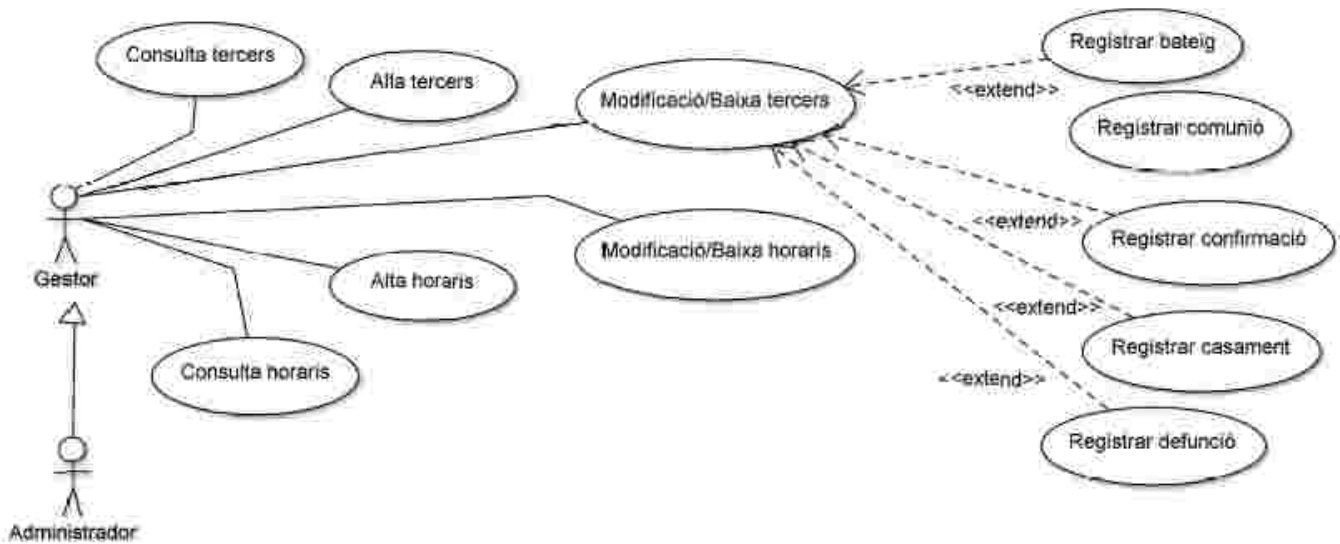 Consulta tercers
Alta tercers
Modificació/Baixa tercers
Registrar bateig
<<extend>>
Registrar comunió
<<extend>>
Registrar confirmació
Modificació/Baixa horaris
Gestor
Alta horaris
<<extend>>
Registrar casament
Consulta horaris
<<extend>>
Registrar defunció
Administrador